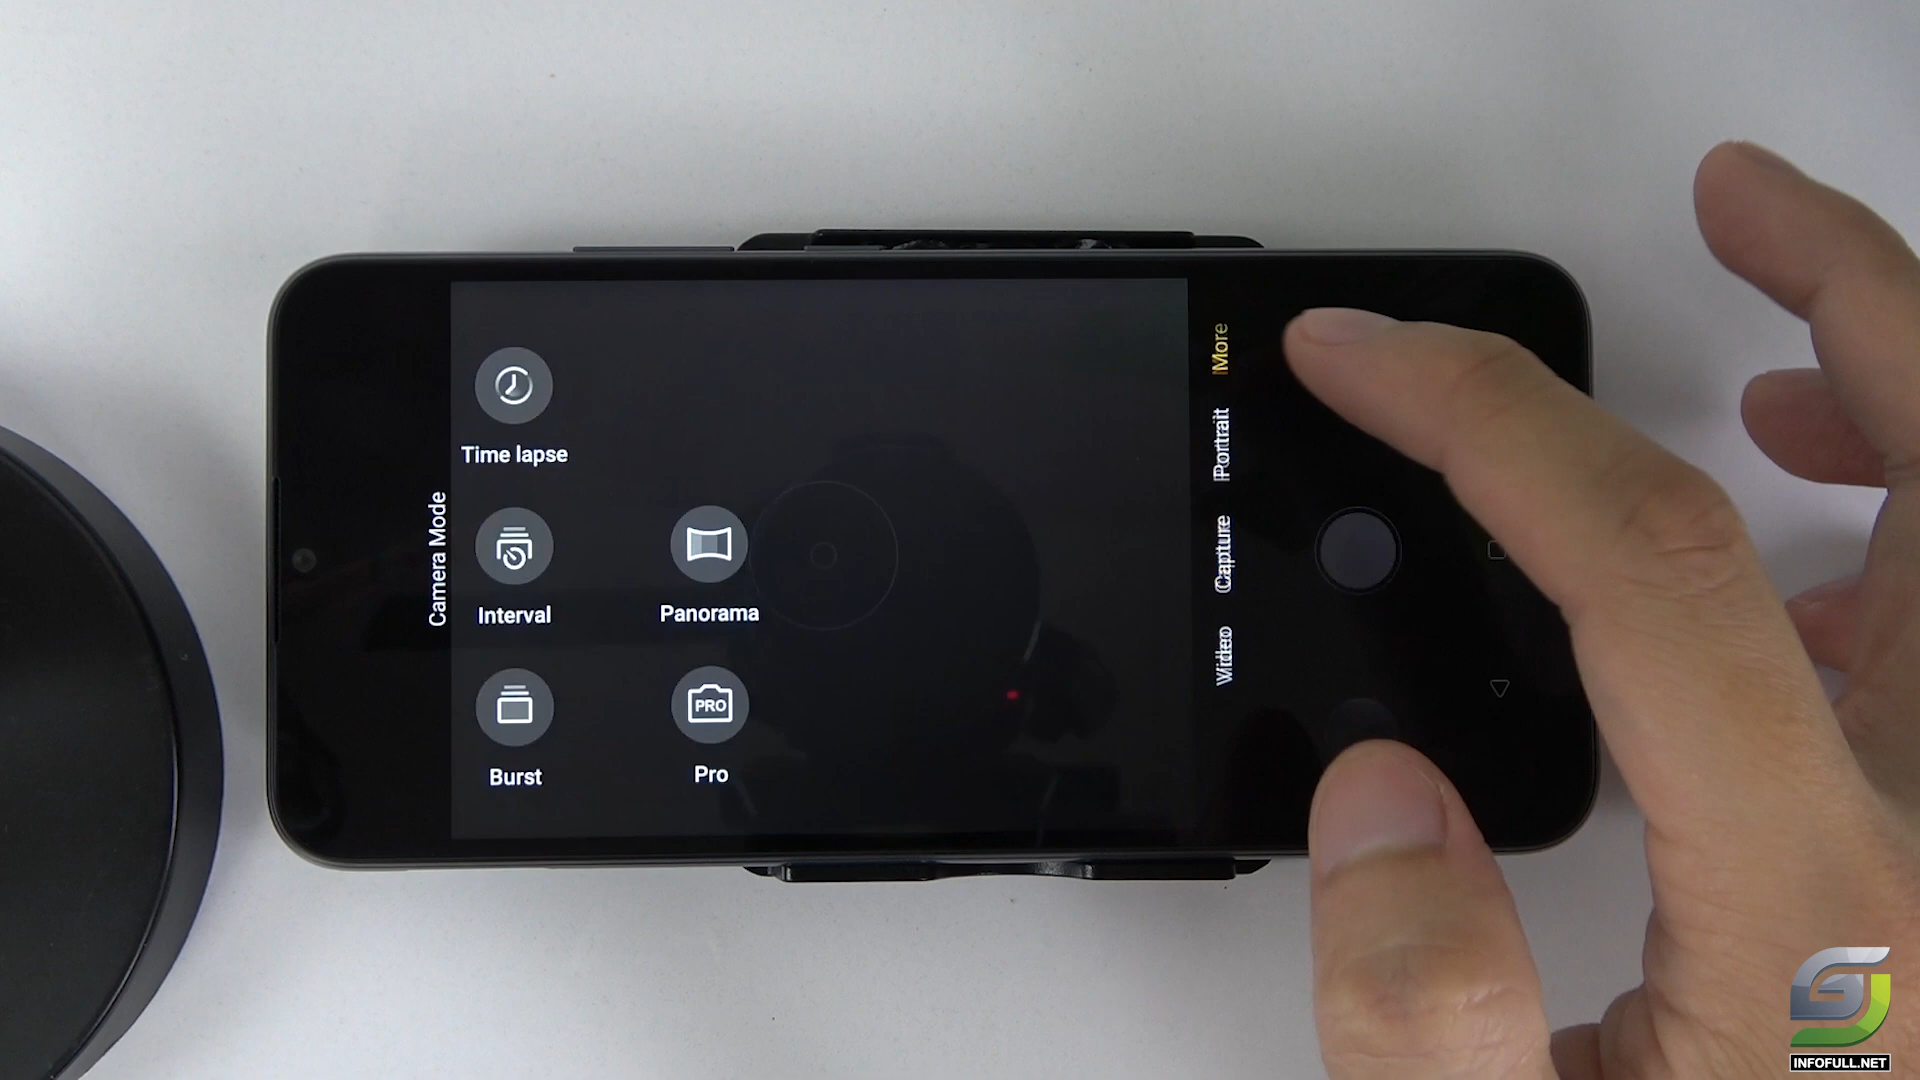 Camera Mode
Time lapse
Interval
Panorama
Burst
PRO
Pro
More
Portrait
Capture
Video
INFOFULL.NET